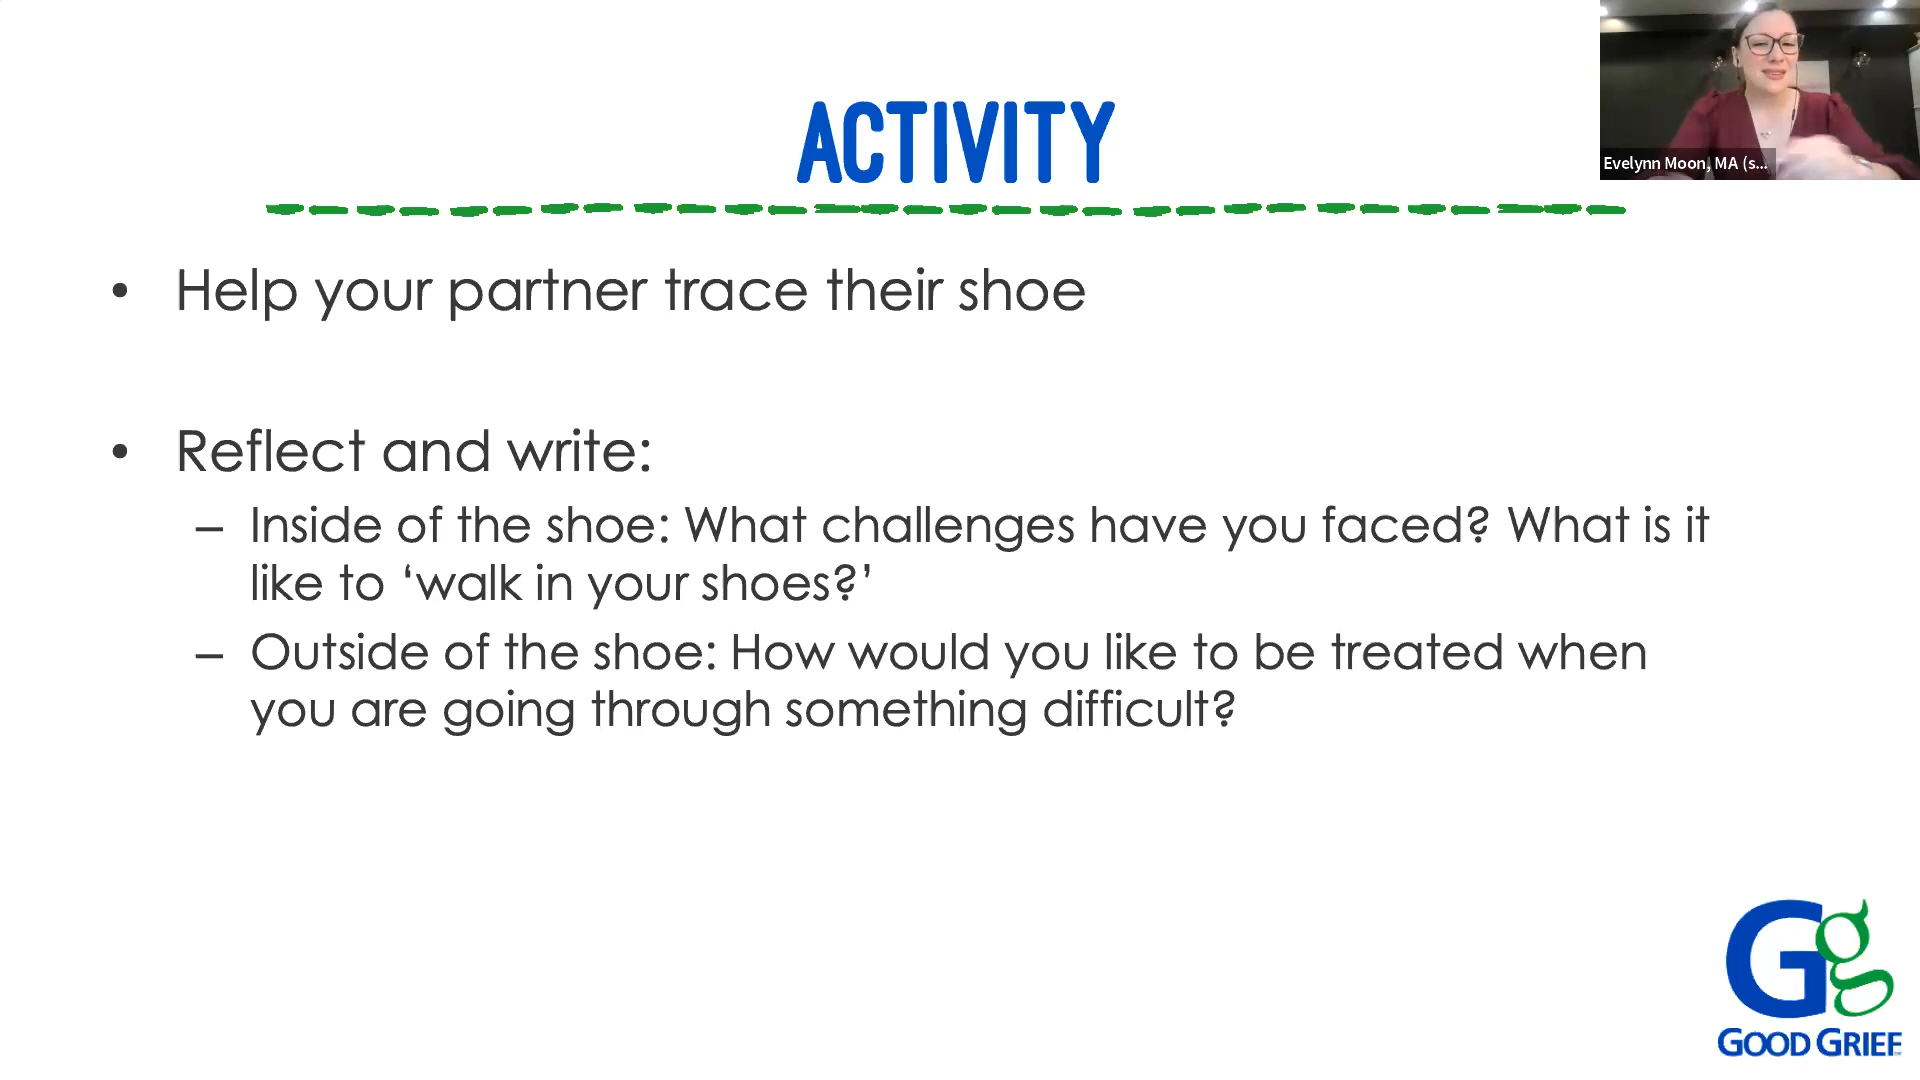 ACTIVITY
Evelynn Moon, MA (s...
• Help your partner trace their shoe
• Reflect and write:
– Inside of the shoe: What challenges have you faced? What is it
like to ‘walk in your shoes?’
– Outside of the shoe: How would you like to be treated when
you are going through something difficult?
Gg
GOOD GRIEF